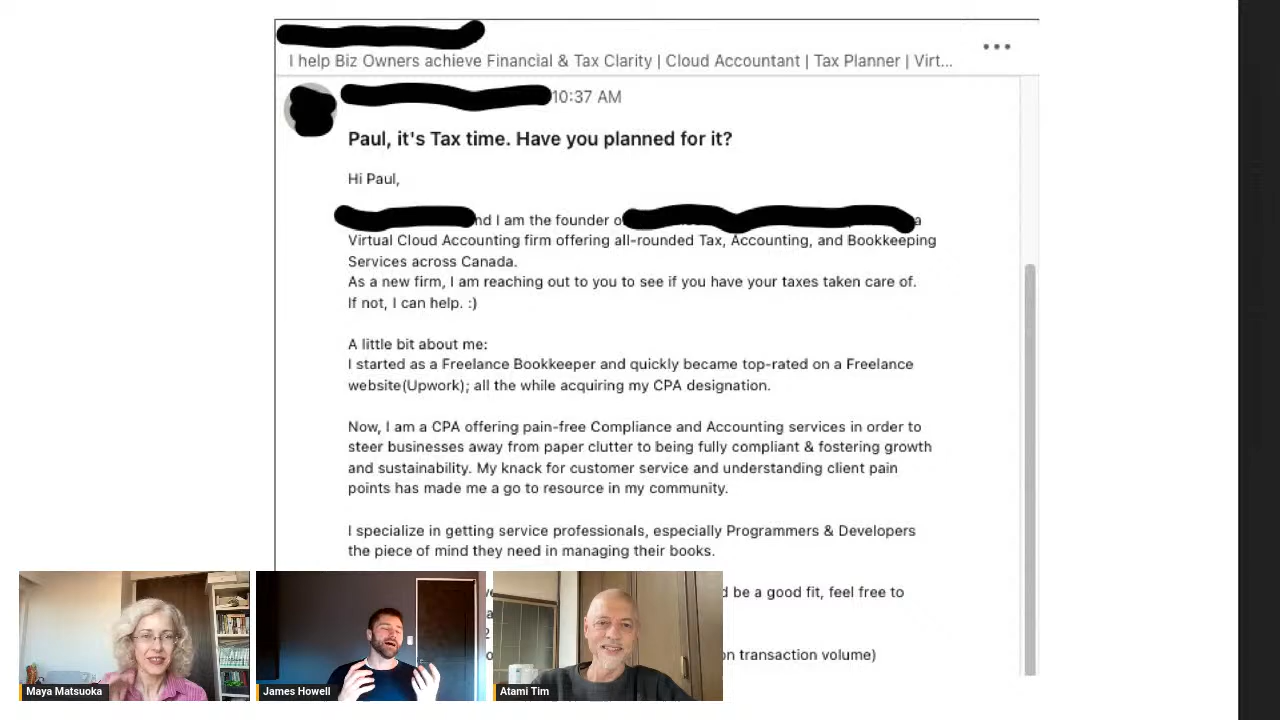 I help Biz Owners achieve Financial & Tax Clarity | Cloud Accountant | Tax Planner | Virt...
10:37 AM
Paul, it's Tax time. Have you planned for it?
Hi Paul,
nd I am the founder o a
Virtual Cloud Accounting firm offering all-rounded Tax, Accounting, and Bookkeeping
Services across Canada.
As a new firm, I am reaching out to you to see if you have your taxes taken care of.
If not, I can help. :)
A little bit about me:
I started as a Freelance Bookkeeper and quickly became top-rated on a Freelance
website(Upwork); all the while acquiring my CPA designation.
Now, I am a CPA offering pain-free Compliance and Accounting services in order to
steer businesses away from paper clutter to being fully compliant & fostering growth
and sustainability. My knack for customer service and understanding client pain
points has made me a go to resource in my community.
I specialize in getting service professionals, especially Programmers & Developers
the piece of mind they need in managing their books.
d be a good fit, feel free to
on transaction volume)
Maya Matsuoka
James Howell
Atami Tim